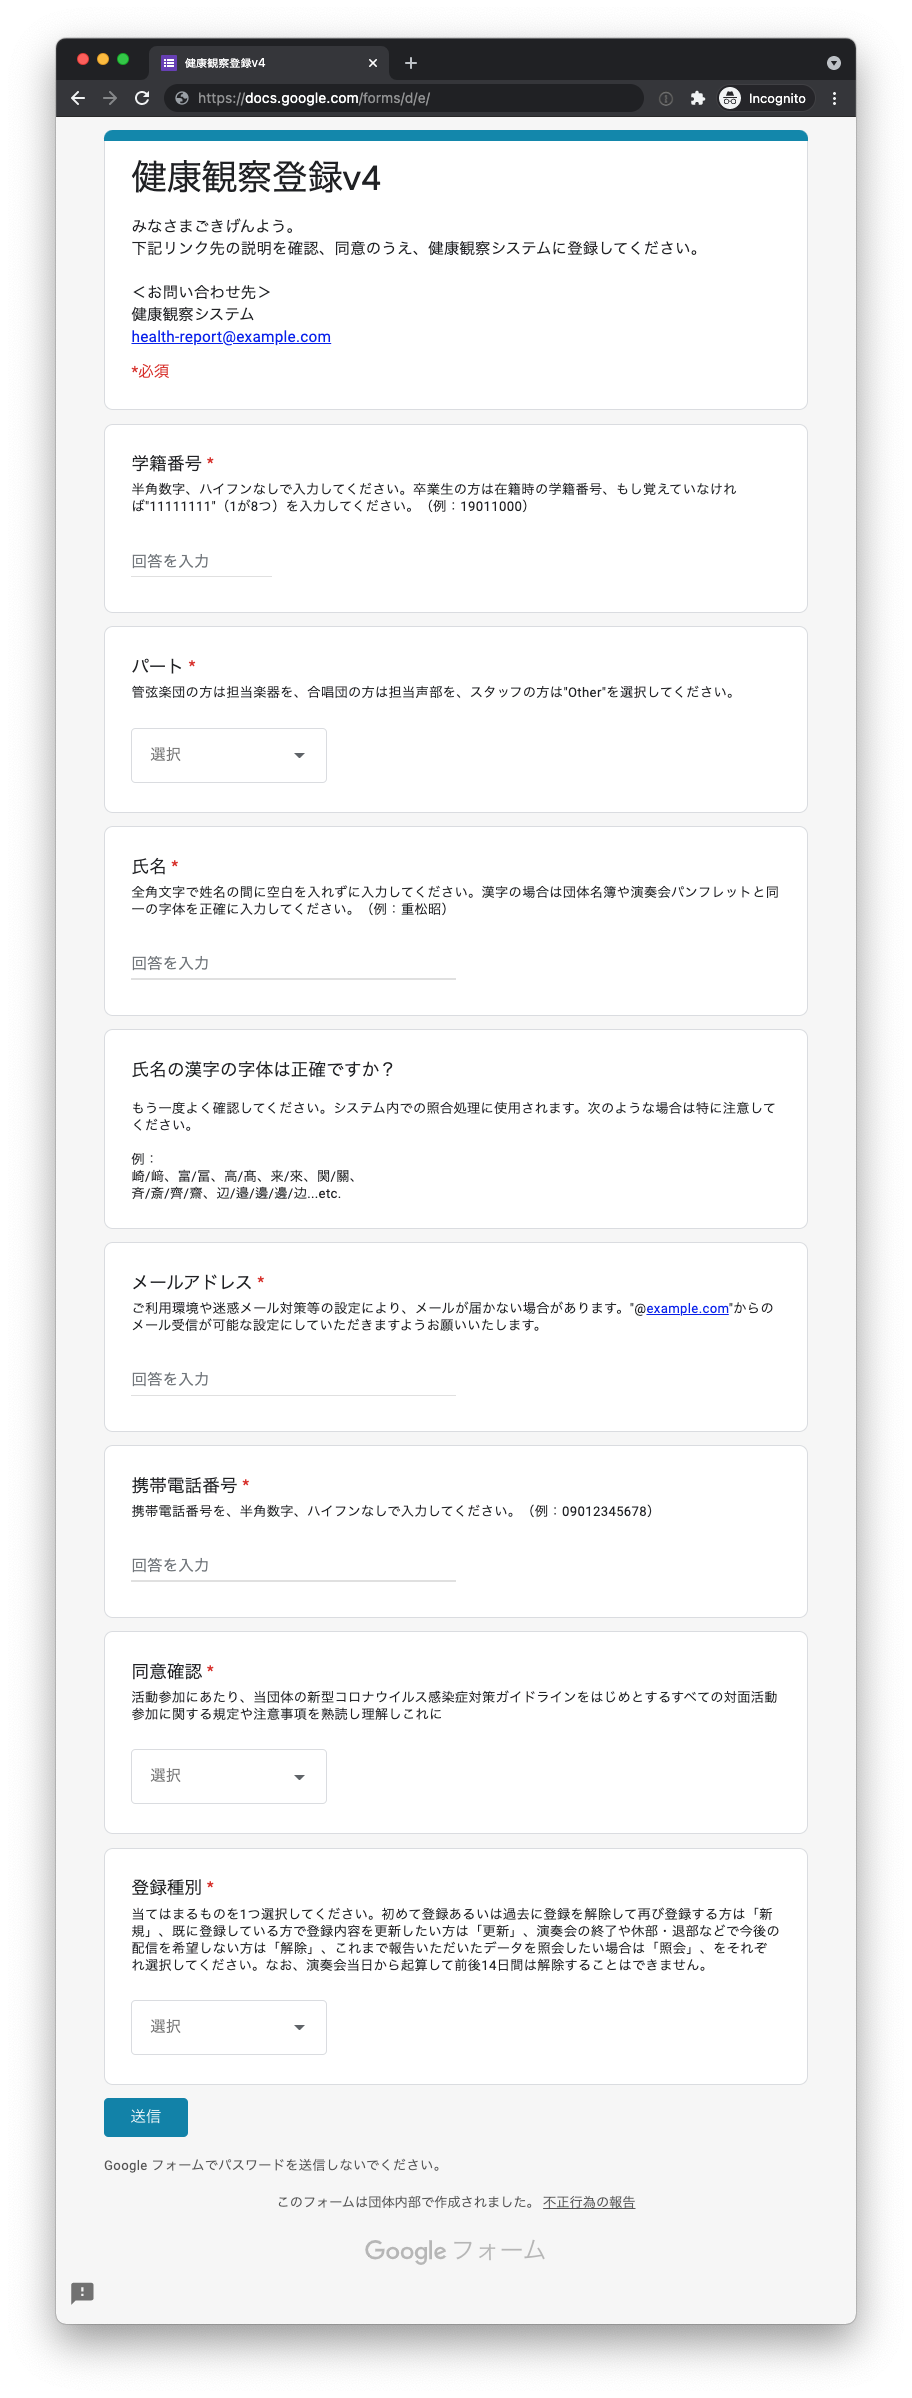 健康観察登録v4
https://docs.google.com/forms/d/e/
Incognito
健康観察登録v4
みなさまごきげんよう。
下記リンク先の説明を確認、同意のうえ、健康観察システムに登録してください。
＜お問い合わせ先＞
健康観察システム
health-report@example.com
*必須
学籍番号 *
半角数字、ハイフンなしで入力してください。卒業生の方は在籍時の学籍番号、もし覚えていなけれ
ば"11111111"（1が8つ）を入力してください。（例：19011000）
回答を入力
パート *
管弦楽団の方は担当楽器を、合唱団の方は担当声部を、スタッフの方は"Other"を選択してください。
選択
氏名 *
全角文字で姓名の間に空白を入れずに入力してください。漢字の場合は団体名簿や演奏会パンフレットと同
一の字体を正確に入力してください。（例：重松昭）
回答を入力
氏名の漢字の字体は正確ですか？
もう一度よく確認してください。システム内での照合処理に使用されます。次のような場合は特に注意して
ください。
例：
崎/﨑、富/冨、高/髙、来/來、関/關、
斉/斎/齊/齋、辺/邉/邊/邊/边...etc.
メールアドレス *
ご利用環境や迷惑メール対策等の設定により、メールが届かない場合があります。"@example.com"からの
メール受信が可能な設定にしていただきますようお願いいたします。
回答を入力
携帯電話番号 *
携帯電話番号を、半角数字、ハイフンなしで入力してください。（例：09012345678）
回答を入力
同意確認 *
活動参加にあたり、当団体の新型コロナウイルス感染症対策ガイドラインをはじめとするすべての対面活動
参加に関する規定や注意事項を熟読し理解しこれに
選択
登録種別 *
当てはまるものを1つ選択してください。初めて登録あるいは過去に登録を解除して再び登録する方は「新
規」、既に登録している方で登録内容を更新したい方は「更新」、演奏会の終了や休部・退部などで今後の
配信を希望しない方は「解除」、これまで報告いただいたデータを照会したい場合は「照会」、をそれぞ
れ選択してください。なお、演奏会当日から起算して前後14日間は解除することはできません。
選択
送信
Google フォームでパスワードを送信しないでください。
このフォームは団体内部で作成されました。 不正行為の報告
Google フォーム